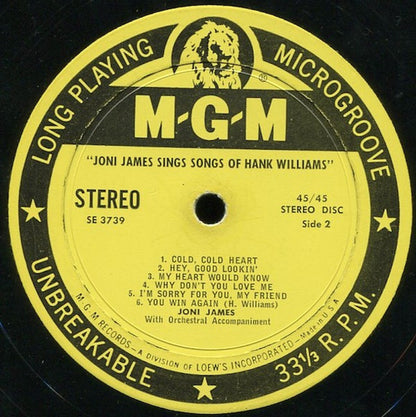 LONG PLAYING MICROGROOVE
®
M-G-M
"JONI JAMES SINGS SONGS OF HANK WILLIAMS"
STEREO
SE 3739
45/45
STEREO DISC
Side 2
1. COLD, COLD HEART
2. HEY, GOOD LOOKIN'
3. MY HEART WOULD KNOW
4. WHY DON'T YOU LOVE ME
5. I'M SORRY FOR YOU, MY FRIEND
6. YOU WIN AGAIN (H. Williams)
JONI JAMES
With Orchestral Accompaniment
M G M RECORDS - A DIVISION OF LOEW'S INCORPORATED - Made in U.S.A.
UNBREAKABLE
33⅓ R.P.M.